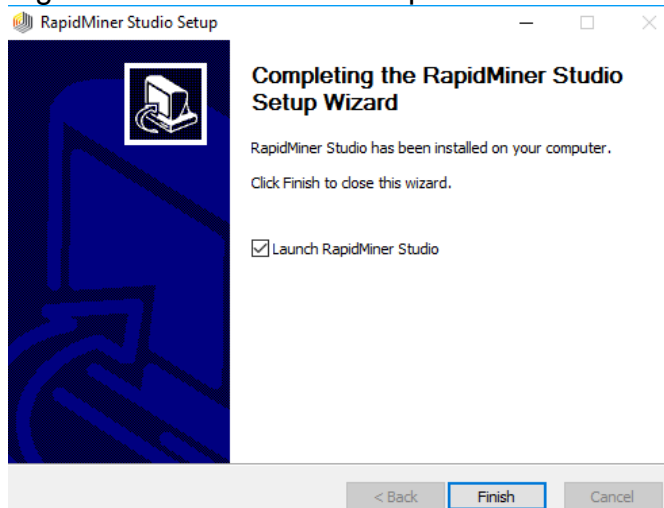 RapidMiner Studio Setup
Completing the RapidMiner Studio
Setup Wizard
RapidMiner Studio has been installed on your computer.
Click Finish to close this wizard.
Launch RapidMiner Studio
< Back
Finish
Cancel